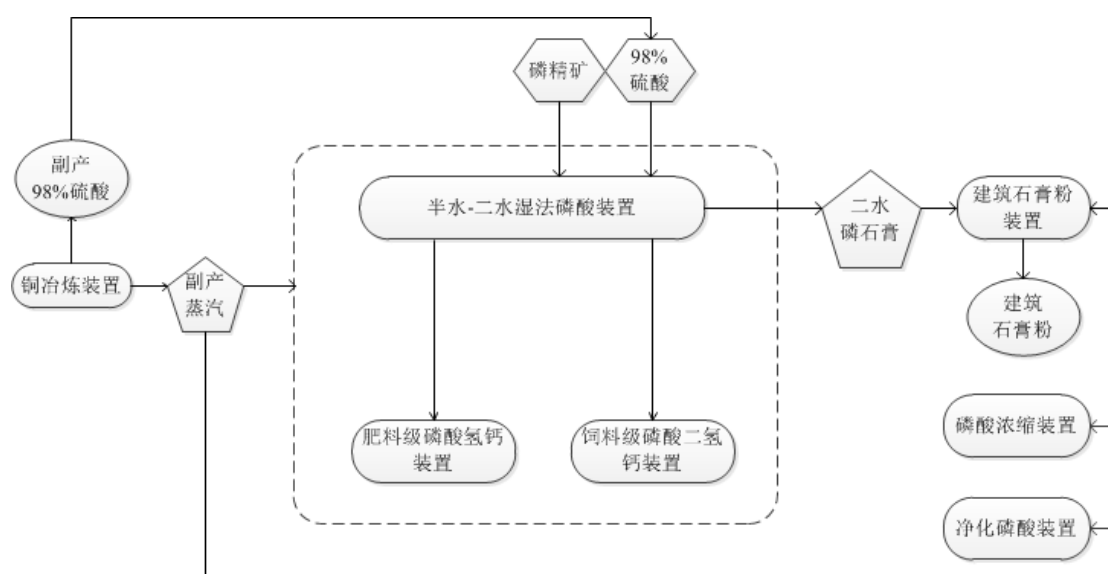 磷精矿
98%
硫酸
副产
98%硫酸
半水-二水湿法磷酸装置
二水
磷石膏
建筑石膏粉
装置
铜冶炼装置
副产
蒸汽
建筑
石膏粉
肥料级磷酸氢钙
装置
饲料级磷酸二氢
钙装置
磷酸浓缩装置
净化磷酸装置